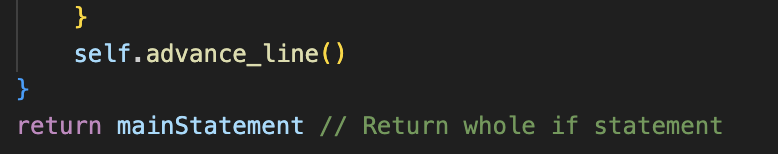 }
self.advance_line()
}
return mainStatement // Return whole if statement